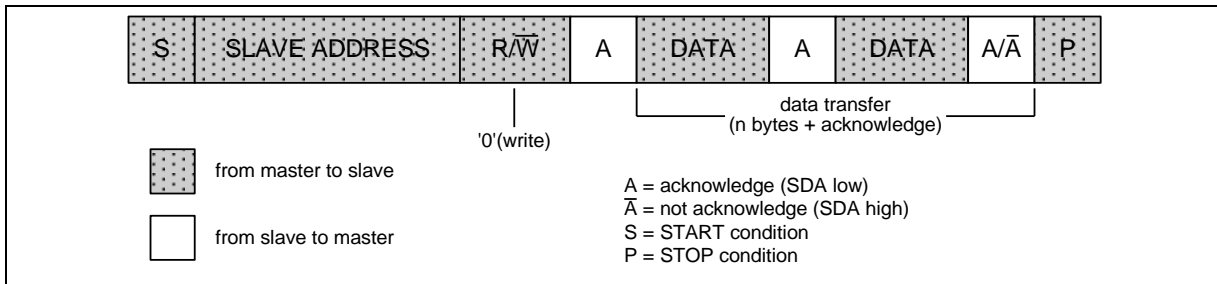 S SLAVE ADDRESS R/W̅ A DATA A DATA A/A̅ P
data transfer
(n bytes + acknowledge)
'0'(write)
from master to slave
from slave to master
A = acknowledge (SDA low)
A̅ = not acknowledge (SDA high)
S = START condition
P = STOP condition